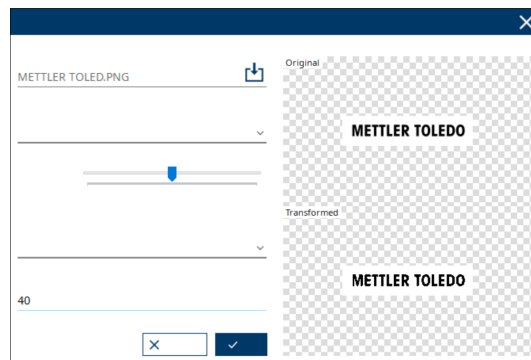 METTLER TOLED.PNG
40
Original
METTLER TOLEDO
Transformed
METTLER TOLEDO